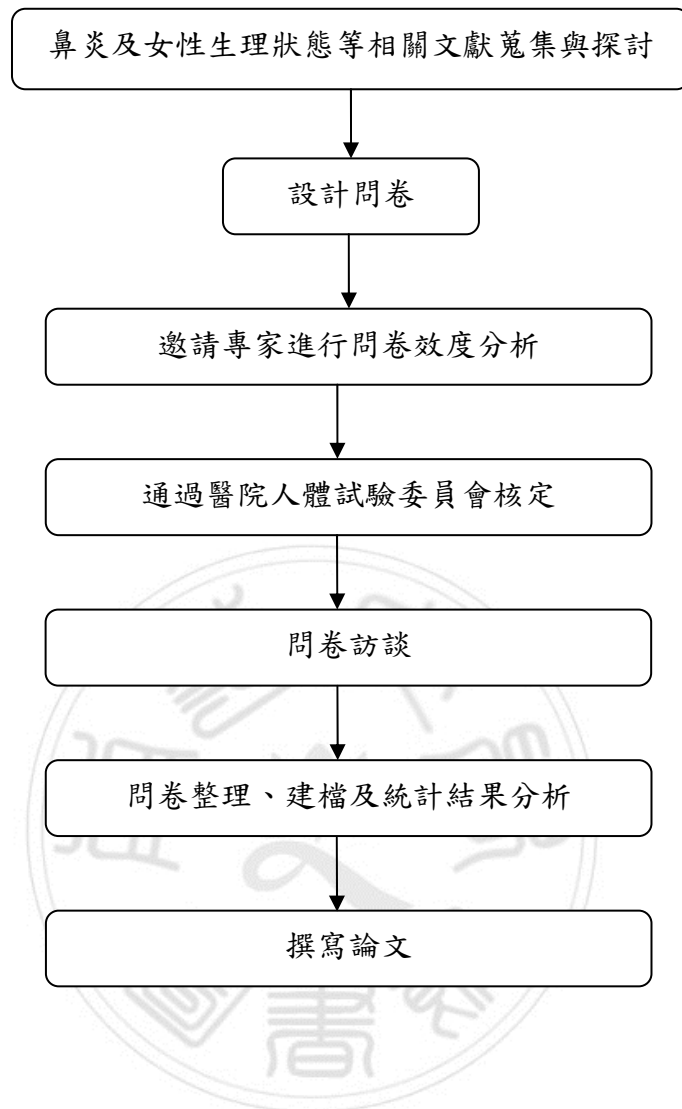 鼻炎及女性生理狀態等相關文獻蒐集與探討
設計問卷
邀請專家進行問卷效度分析
通過醫院人體試驗委員會核定
問卷訪談
問卷整理、建檔及統計結果分析
撰寫論文